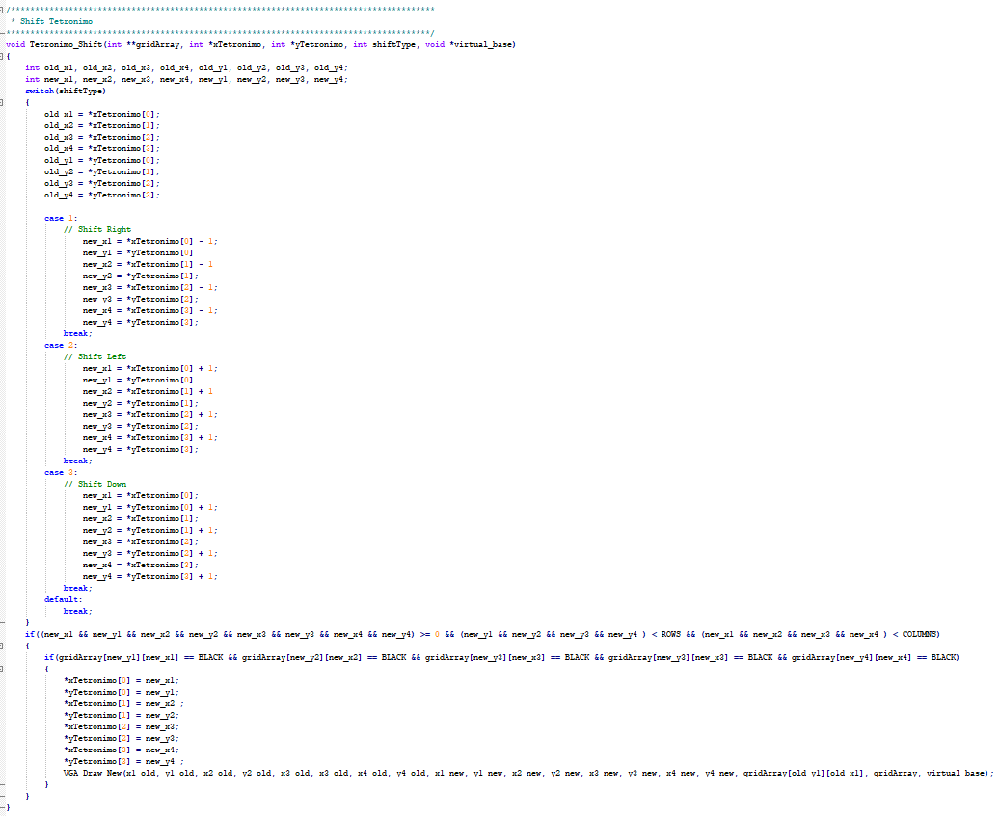 /****************************************************************************************
 * Shift Tetronimo
****************************************************************************************/
void Tetronimo_Shift(int **gridArray, int *xTetronimo, int *yTetronimo, int shiftType, void *virtual_base)
{
    int old_x1, old_x2, old_x3, old_x4, old_y1, old_y2, old_y3, old_y4;
    int new_x1, new_x2, new_x3, new_x4, new_y1, new_y2, new_y3, new_y4;
    switch(shiftType)
    {
        old_x1 = *xTetronimo[0];
        old_x2 = *xTetronimo[1];
        old_x3 = *xTetronimo[2];
        old_x4 = *xTetronimo[3];
        old_y1 = *yTetronimo[0];
        old_y2 = *yTetronimo[1];
        old_y3 = *yTetronimo[2];
        old_y4 = *yTetronimo[3];
        case 1:
            // Shift Right
                new_x1 = *xTetronimo[0] - 1;
                new_y1 = *yTetronimo[0]
                new_x2 = *xTetronimo[1] - 1
                new_y2 = *yTetronimo[1];
                new_x3 = *xTetronimo[2] - 1;
                new_y3 = *yTetronimo[2];
                new_x4 = *xTetronimo[3] - 1;
                new_y4 = *yTetronimo[3];
            break;
        case 2:
            // Shift Left
                new_x1 = *xTetronimo[0] + 1;
                new_y1 = *yTetronimo[0]
                new_x2 = *xTetronimo[1] + 1
                new_y2 = *yTetronimo[1];
                new_x3 = *xTetronimo[2] + 1;
                new_y3 = *yTetronimo[2];
                new_x4 = *xTetronimo[3] + 1;
                new_y4 = *yTetronimo[3];
            break;
        case 3:
            // Shift Down
                new_x1 = *xTetronimo[0];
                new_y1 = *yTetronimo[0] + 1;
                new_x2 = *xTetronimo[1];
                new_y2 = *yTetronimo[1] + 1;
                new_x3 = *xTetronimo[2];
                new_y3 = *yTetronimo[2] + 1;
                new_x4 = *xTetronimo[3];
                new_y4 = *yTetronimo[3] + 1;
            break;
        default:
            break;
    }
    if((new_x1 && new_y1 && new_x2 && new_y2 && new_x3 && new_y3 && new_x4 && new_y4) >= 0 && (new_y1 && new_y2 && new_y3 && new_y4 ) < ROWS && (new_x1 && new_x2 && new_x3 && new_x4 ) < COLUMNS)
    {
        if(gridArray[new_y1][new_x1] == BLACK && gridArray[new_y2][new_x2] == BLACK && gridArray[new_y3][new_x3] == BLACK && gridArray[new_y3][new_x3] == BLACK && gridArray[new_y4][new_x4] == BLACK)
        {
            *xTetronimo[0] = new_x1;
            *yTetronimo[0] = new_y1;
            *xTetronimo[1] = new_x2 ;
            *yTetronimo[1] = new_y2;
            *xTetronimo[2] = new_x3;
            *yTetronimo[2] = new_y3;
            *xTetronimo[3] = new_x4;
            *yTetronimo[3] = new_y4 ;
            VGA_Draw_New(x1_old, y1_old, x2_old, y2_old, x3_old, x3_old, x4_old, y4_old, x1_new, y1_new, x2_new, y2_new, x3_new, y3_new, x4_new, y4_new, gridArray[old_y1][old_x1], gridArray, virtual_base);
        }
    }
}